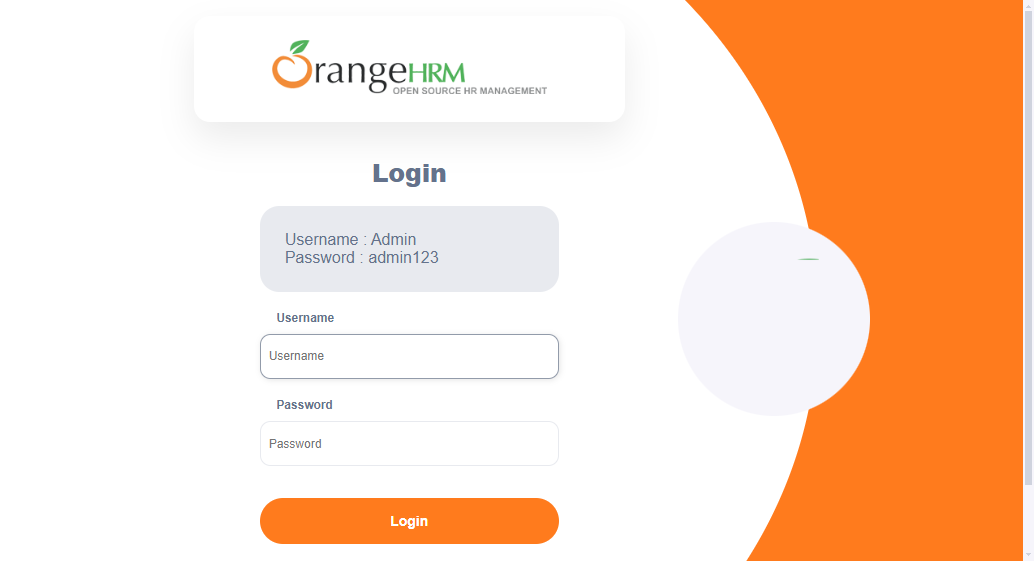 OrangeHRM
OPEN SOURCE HR MANAGEMENT
Login
Username : Admin
Password : admin123
Username
Username
Password
Password
Login